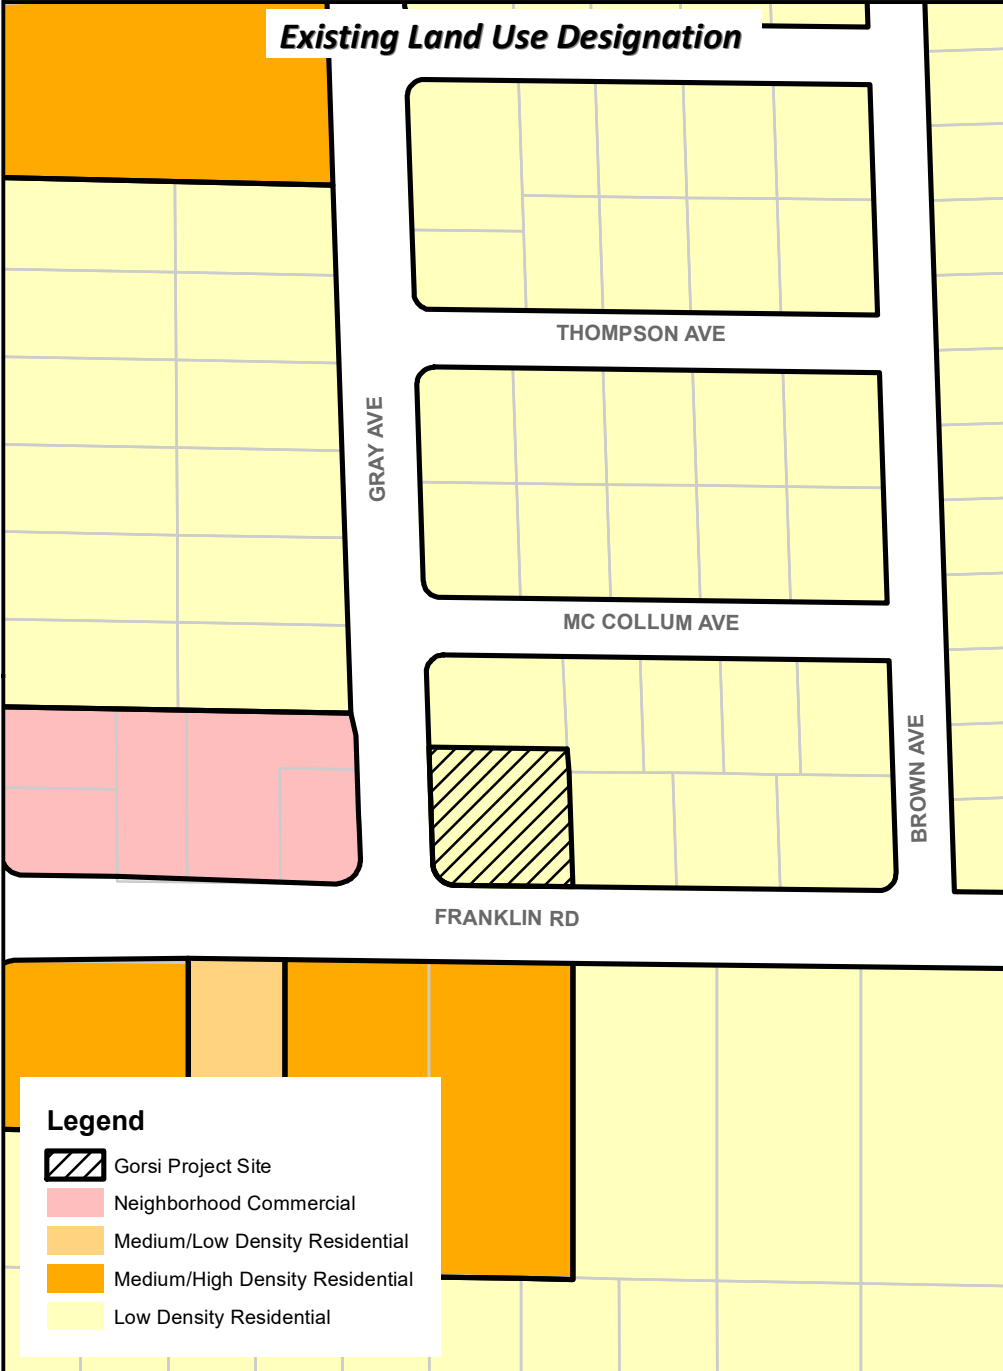 Existing Land Use Designation
THOMPSON AVE
GRAY AVE
MC COLLUM AVE
BROWN AVE
FRANKLIN RD
Legend
Gorsi Project Site
Neighborhood Commercial
Medium/Low Density Residential
Medium/High Density Residential
Low Density Residential